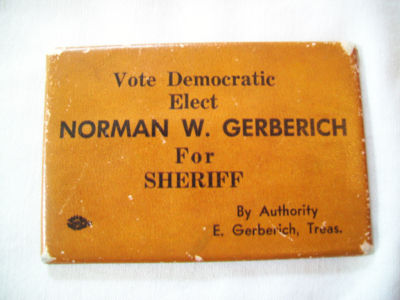 Vote Democratic
Elect
NORMAN W. GERBERICH
For
SHERIFF
By Authority
E. Gerberich, Treas.